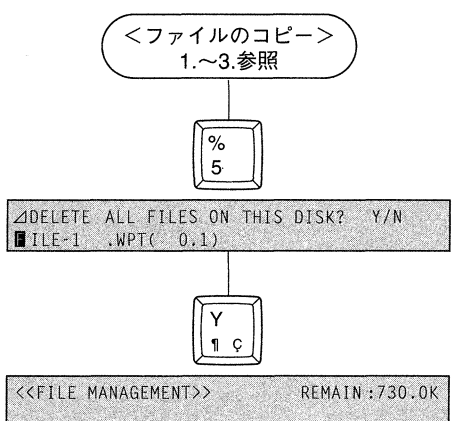 ＜ファイルのコピー＞
1.～3.参照
%
5
⊿DELETE ALL FILES ON THIS DISK? Y/N
FILE-1 .WPT( 0.1)
Y
¶ Ç
<<FILE MANAGEMENT>> REMAIN:730.0K